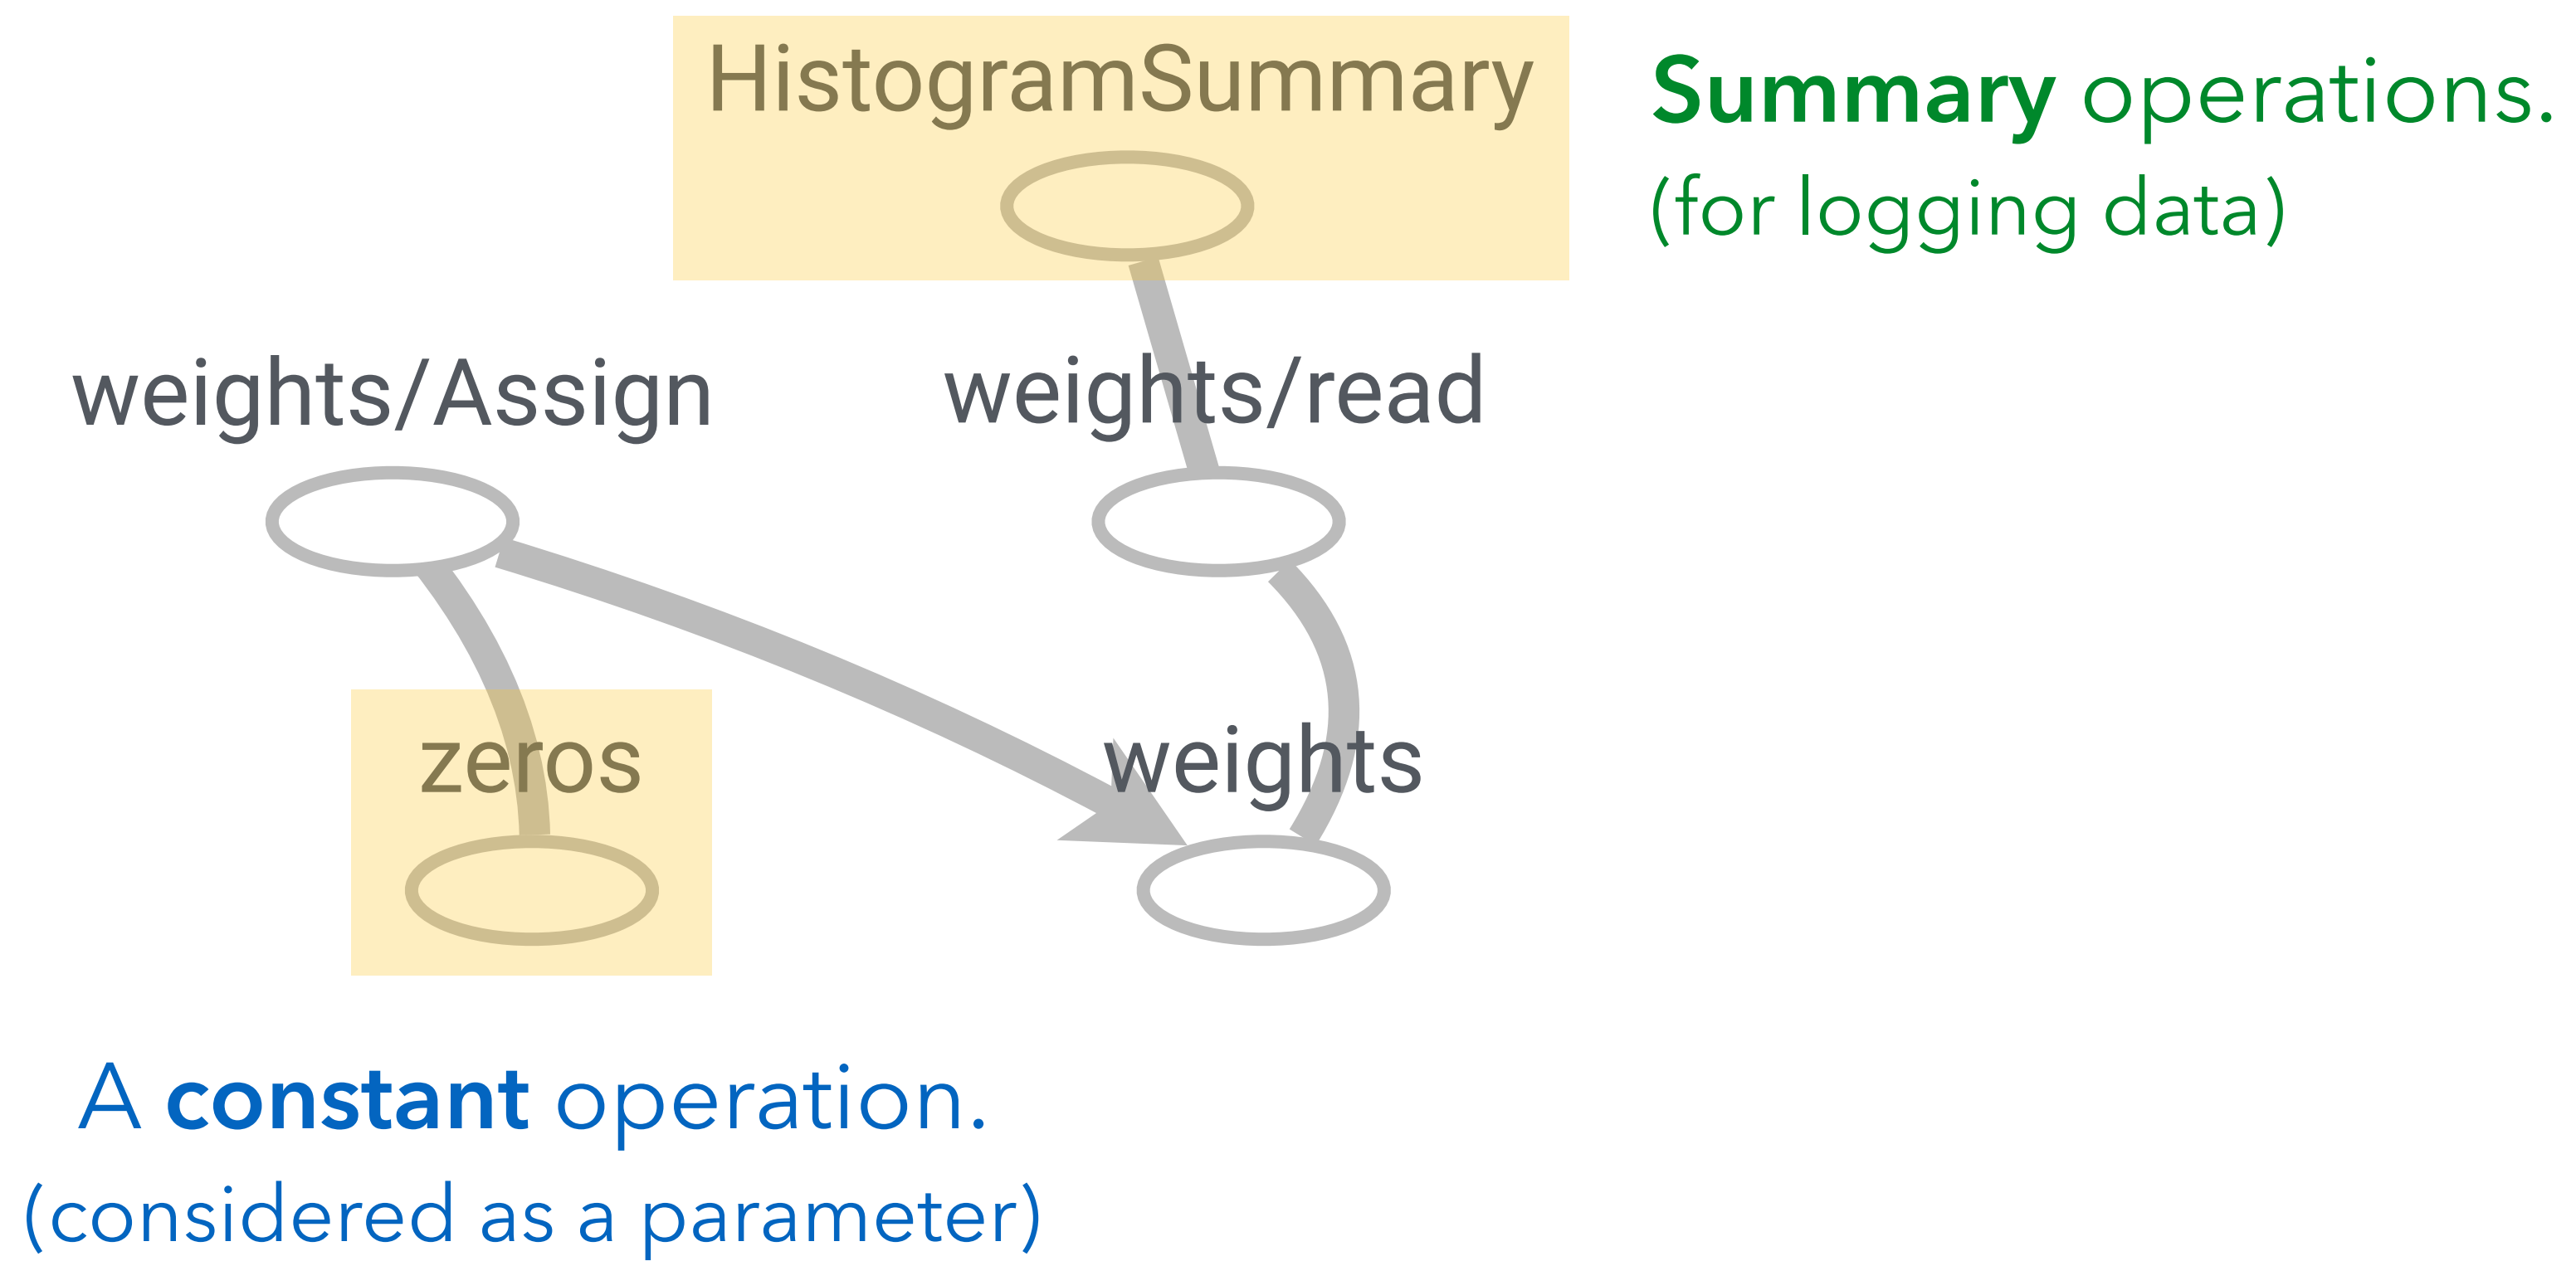 HistogramSummary
Summary operations.
(for logging data)
weights/Assign
weights/read
zeros
weights
A constant operation.
(considered as a parameter)